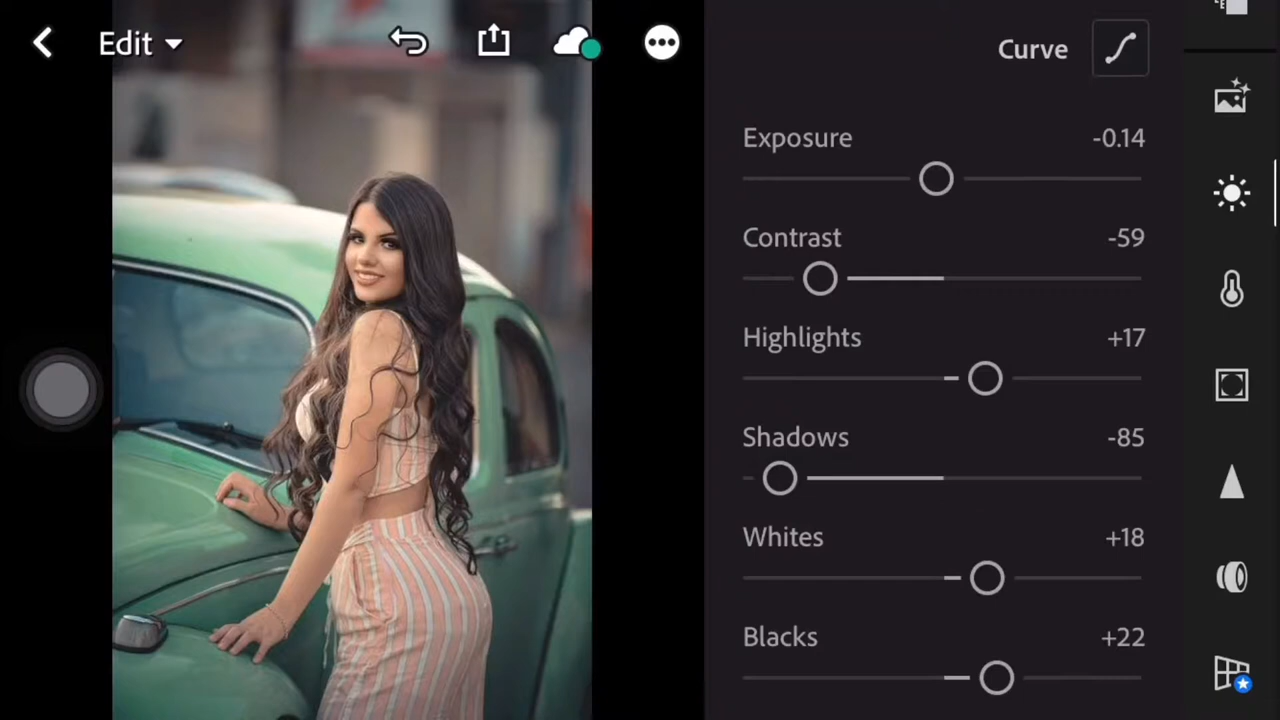 Edit
Curve
Exposure -0.14
Contrast -59
Highlights +17
Shadows -85
Whites +18
Blacks +22